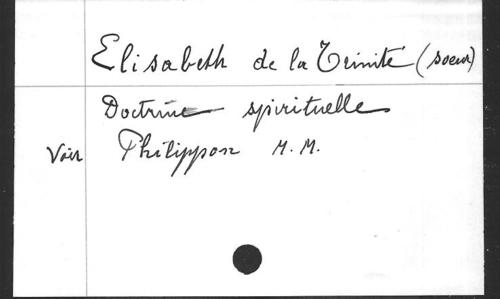 Elisabeth de la Trinité (soeur)
Doctrine spirituelle
Voir Philippon M.M.